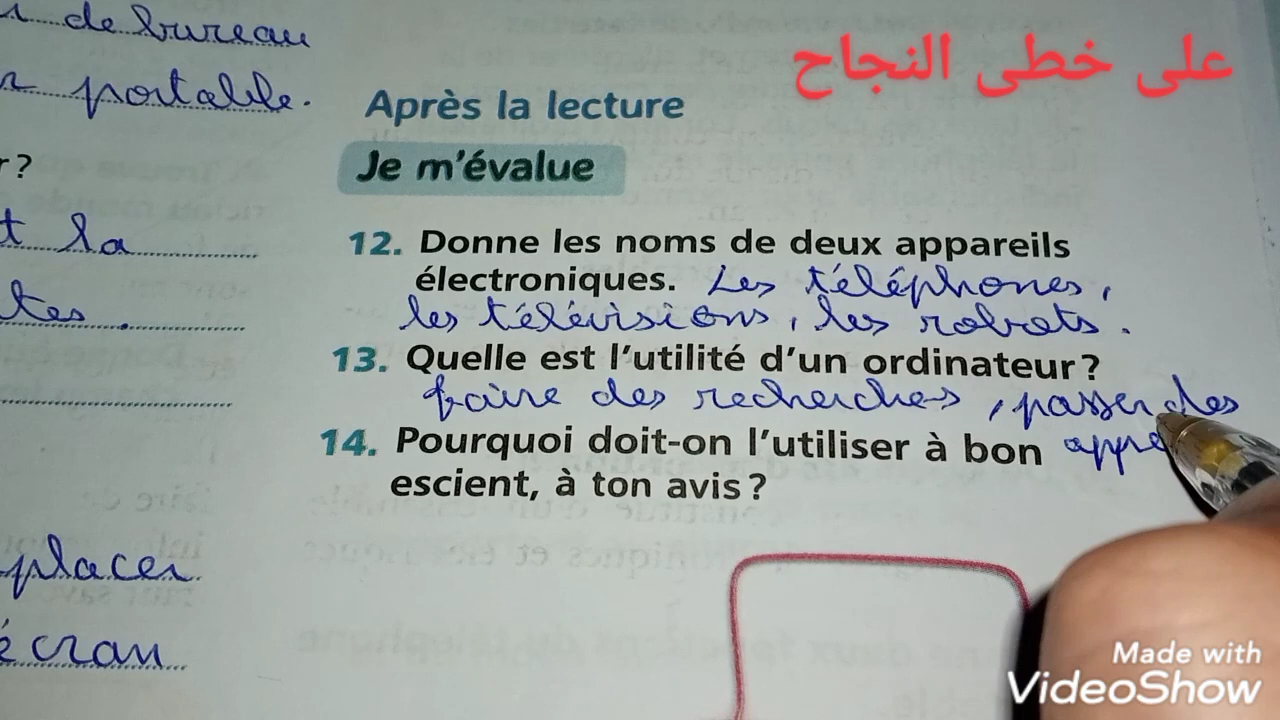 de bureau
portable.
على خطى النجاح
Après la lecture
Je m'évalue
r?
t la
tes.
12. Donne les noms de deux appareils
électroniques. Les téléphones,
les télévisions, les robots.
13. Quelle est l'utilité d'un ordinateur?
faire des recherches, passer des
14. Pourquoi doit-on l'utiliser à bon appe
escient, à ton avis?
placer
écran
Made with
VideoShow